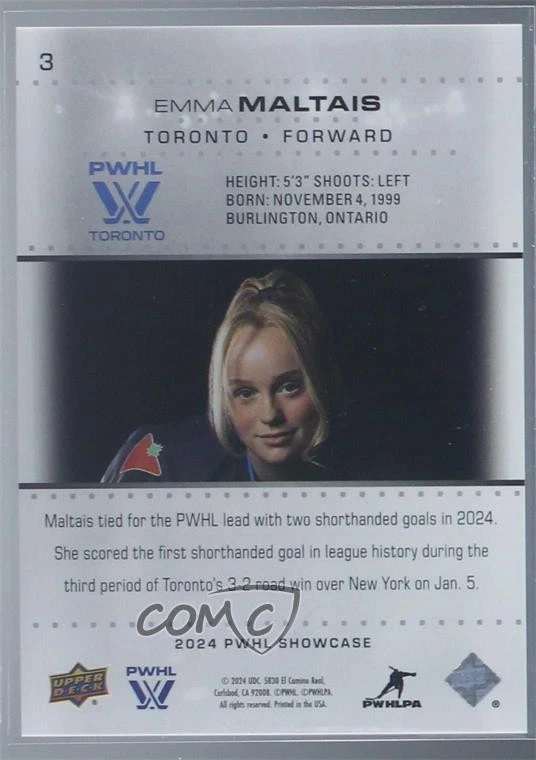 3
EMMA MALTAIS
TORONTO • FORWARD
PWHL
TORONTO
HEIGHT: 5'3" SHOOTS: LEFT
BORN: NOVEMBER 4, 1999
BURLINGTON, ONTARIO
Maltais tied for the PWHL lead with two shorthanded goals in 2024.
She scored the first shorthanded goal in league history during the
third period of Toronto's 3-2 road win over New York on Jan. 5.
COMC
2024 PWHL SHOWCASE
UPPER
D·E·C·K
®
PWHL
© 2024 UDC. 5830 El Camino Real,
Carlsbad, CA 92008. ©PWHL. ©PWHLPA.
All rights reserved. Printed in the USA.
PWHLPA
®